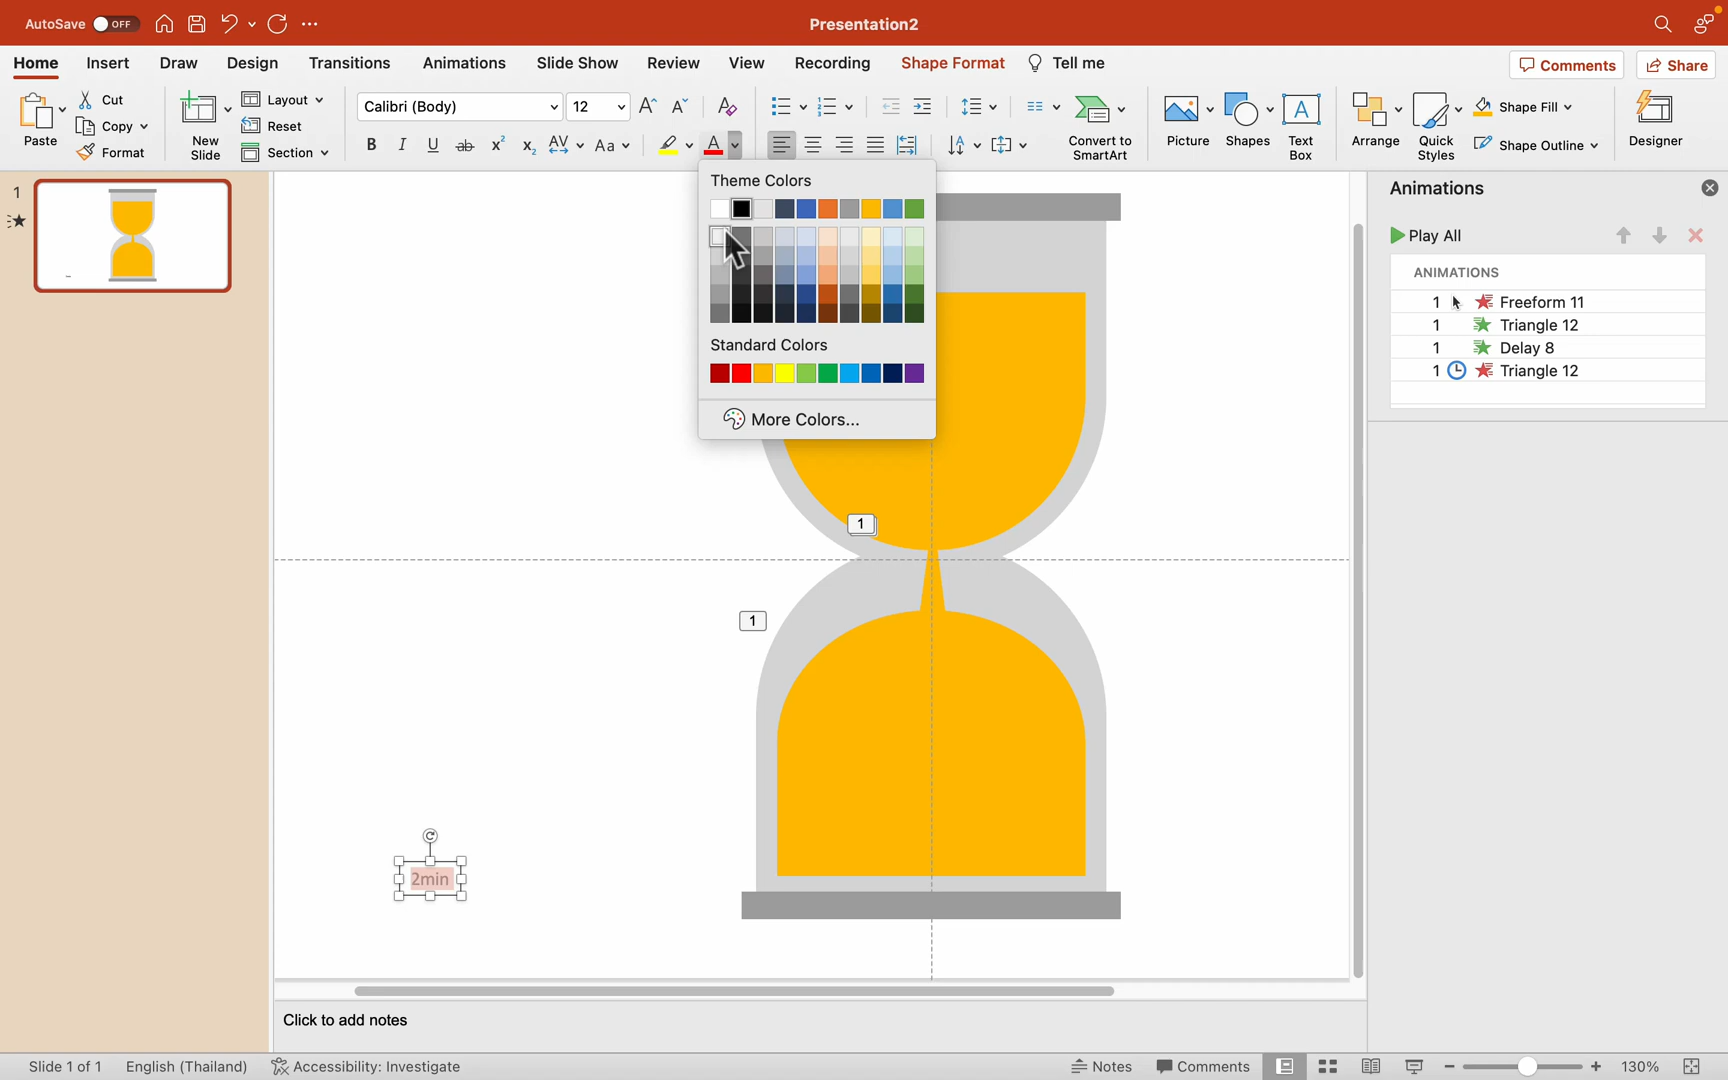 AutoSave OFF Presentation2
Home Insert Draw Design Transitions Animations Slide Show Review View Recording Shape Format Tell me Comments Share
Paste Cut Copy Format
New Slide Layout Reset Section
Calibri (Body) 12
Convert to SmartArt
Picture Shapes Text Box
Arrange Quick Styles Shape Fill Shape Outline
Designer
1
Theme Colors
Standard Colors
More Colors...
1
1
2min
Click to add notes
Animations
Play All
ANIMATIONS
1 Freeform 11
1 Triangle 12
1 Delay 8
1 Triangle 12
Slide 1 of 1 English (Thailand) Accessibility: Investigate Notes Comments 130%